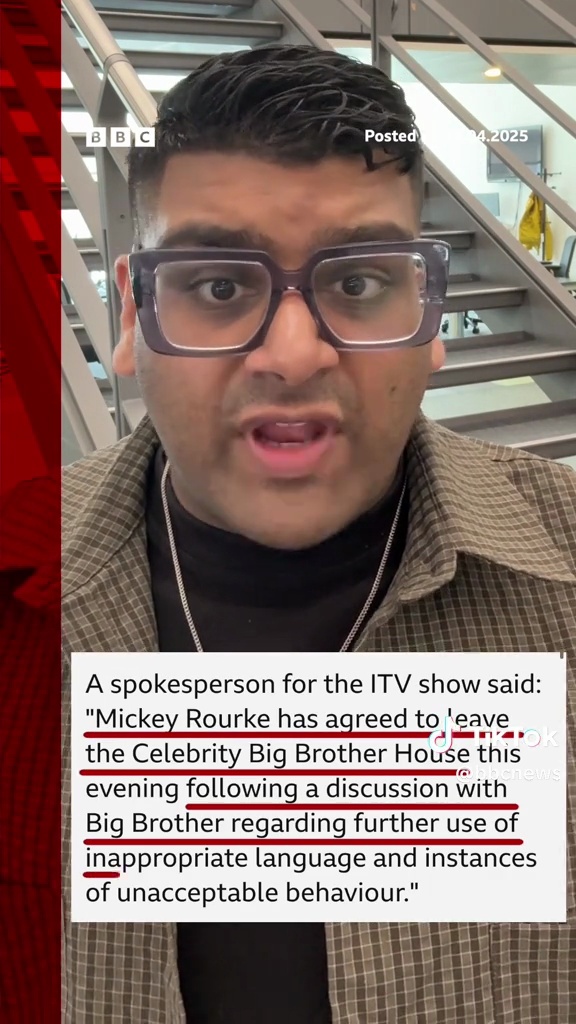 BBC
Posted 04.2025
A spokesperson for the ITV show said:
"Mickey Rourke has agreed to leave
the Celebrity Big Brother House this
evening following a discussion with
Big Brother regarding further use of
inappropriate language and instances
of unacceptable behaviour."
TikTok
@bbcnews